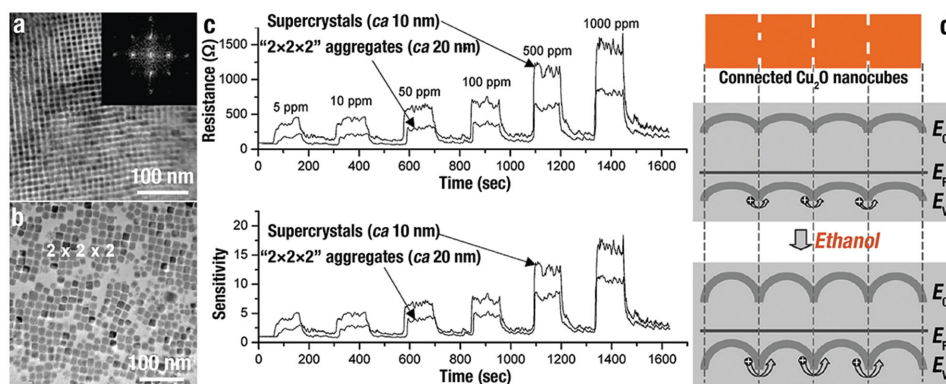 a
100 nm
b
2 x 2 x 2
100 nm
c
Resistance (Ω)
1500
1250
1000
750
500
250
0
Supercrystals (ca 10 nm)
“2×2×2” aggregates (ca 20 nm)
5 ppm
10 ppm
50 ppm
100 ppm
500 ppm
1000 ppm
0 200 400 600 800 1000 1200 1400 1600
Time (sec)
Sensitivity
20
15
10
5
0
Supercrystals (ca 10 nm)
“2×2×2” aggregates (ca 20 nm)
0 200 400 600 800 1000 1200 1400 1600
Time (sec)
Connected Cu2O nanocubes
Ethanol